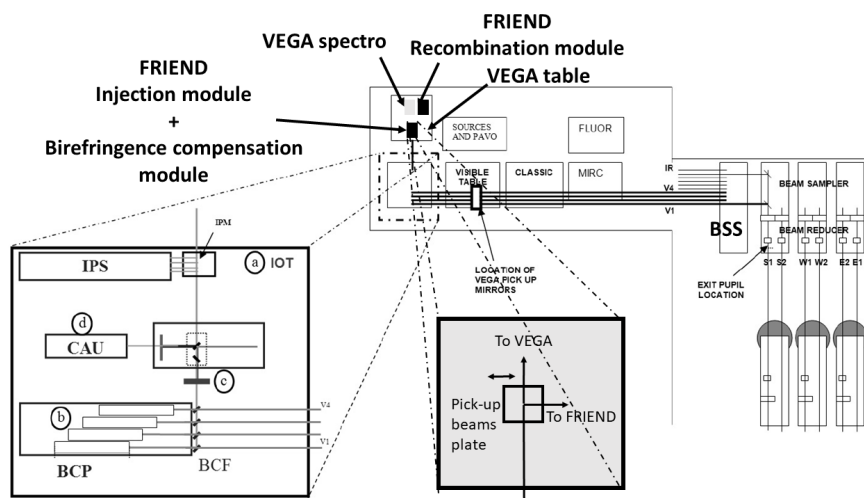 FRIEND
VEGA spectro
Recombination module
FRIEND
VEGA table
Injection module
+
Birefringence compensation
module
SOURCES
AND PAVO
FLUOR
VISIBLE
TABLE
CLASSIC
MIRC
IR
V4
V1
BSS
BEAM SAMPLER
BEAM REDUCER
S1 S2 W1 W2 E2 E1
EXIT PUPIL
LOCATION
LOCATION OF
VEGA PICK UP
MIRRORS
IPM
IPS
a IOT
d
CAU
c
b
V4
V1
BCP
BCF
To VEGA
Pick-up
beams
plate
To FRIEND